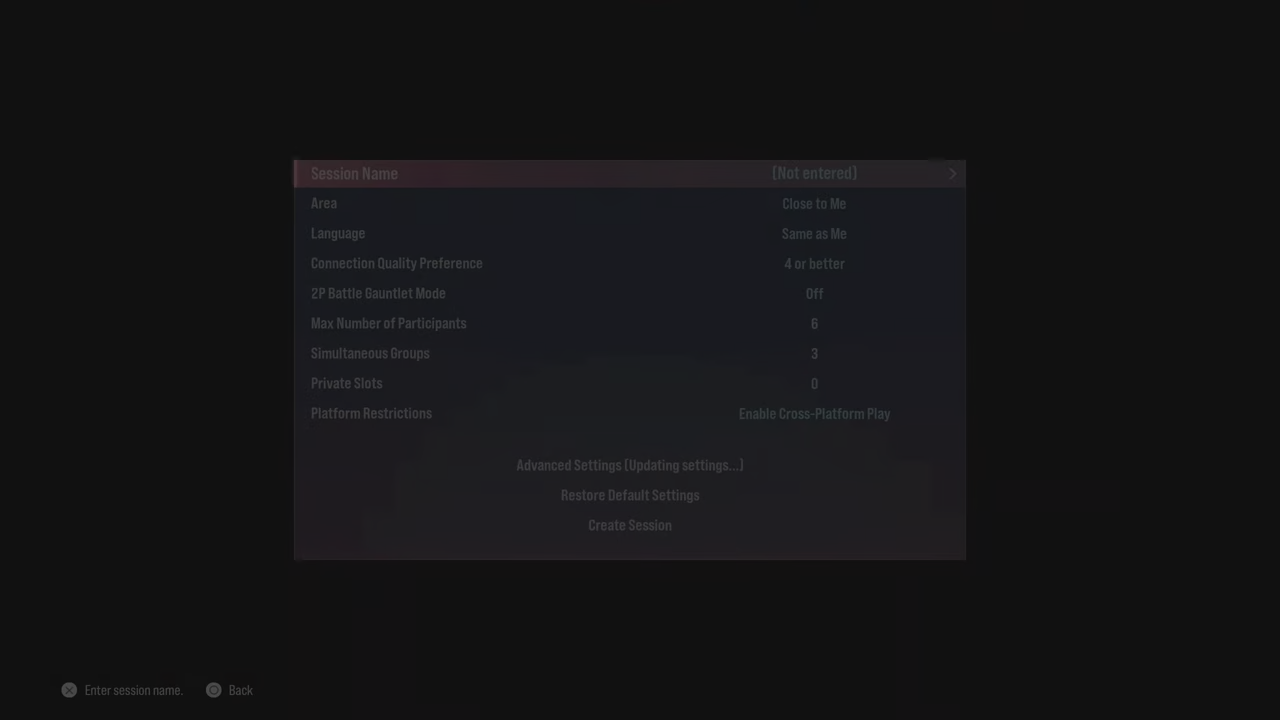 Session Name (Not entered)
Area Close to Me
Language Same as Me
Connection Quality Preference 4 or better
2P Battle Gauntlet Mode Off
Max Number of Participants 6
Simultaneous Groups 3
Private Slots 0
Platform Restrictions Enable Cross-Platform Play
Advanced Settings (Updating settings...)
Restore Default Settings
Create Session
Enter session name. Back